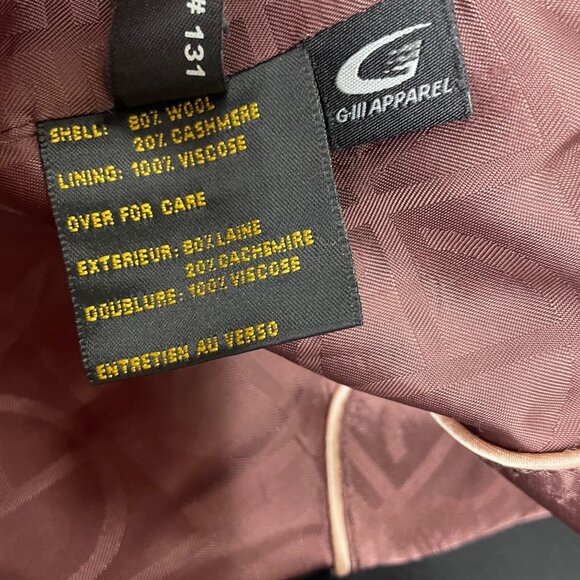 # 131
G-III APPAREL
SHELL: 80% WOOL
20% CASHMERE
LINING: 100% VISCOSE
OVER FOR CARE
EXTERIEUR: 80% LAINE
20% CACHEMIRE
DOUBLURE: 100% VISCOSE
ENTRETIEN AU VERSO